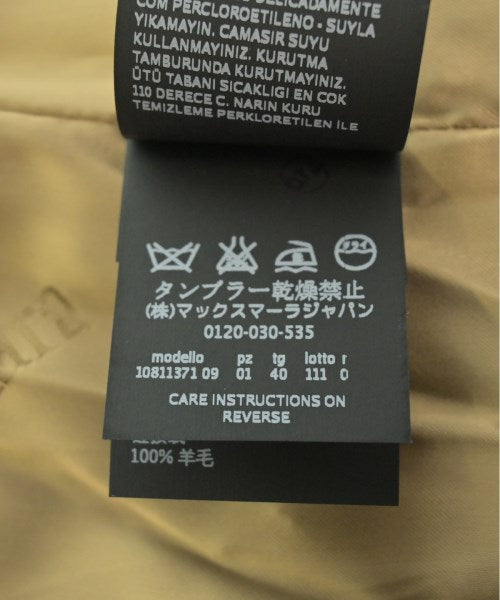 DELICADAMENTE
COM PERCLOROETILENO - SUYLA
YIKAMAYIN. ÇAMASIR SUYU
KULLANMAYINIZ. KURUTMA
TAMBURUNDA KURUTMAYINIZ.
ÜTÜ TABANI SICAKLIGI EN COK
110 DERECE C. NARIN KURU
TEMIZLEME PERKLORETILEN ILE
タンブラー乾燥禁止
(株)マックスマーラジャパン
0120-030-535
modello pz tg lotto r
10811371 09 01 40 111 0
CARE INSTRUCTIONS ON
REVERSE
100% 羊毛